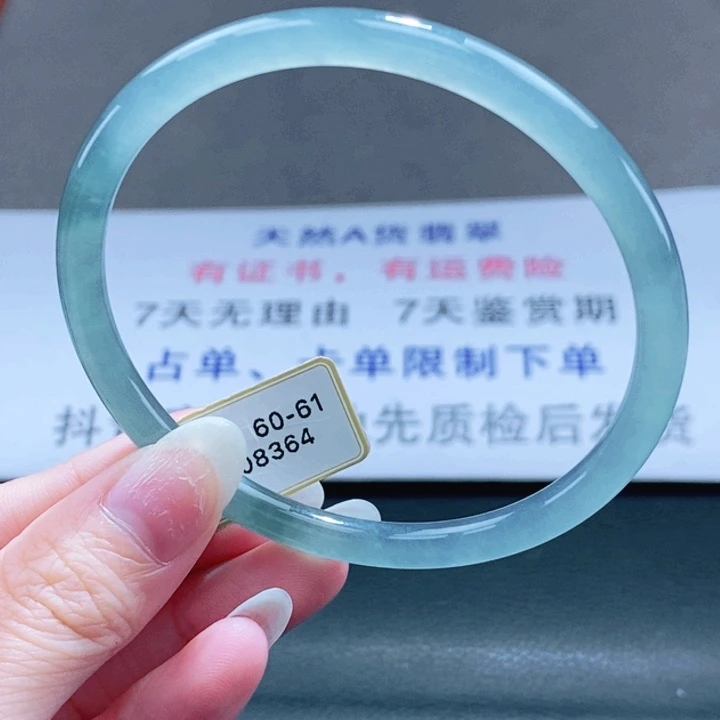 天然A货翡翠
有证书，有运费险
7天无理由 7天鉴赏期
占单、卡单限制下单
抖 先质检后发货
60-61
08364